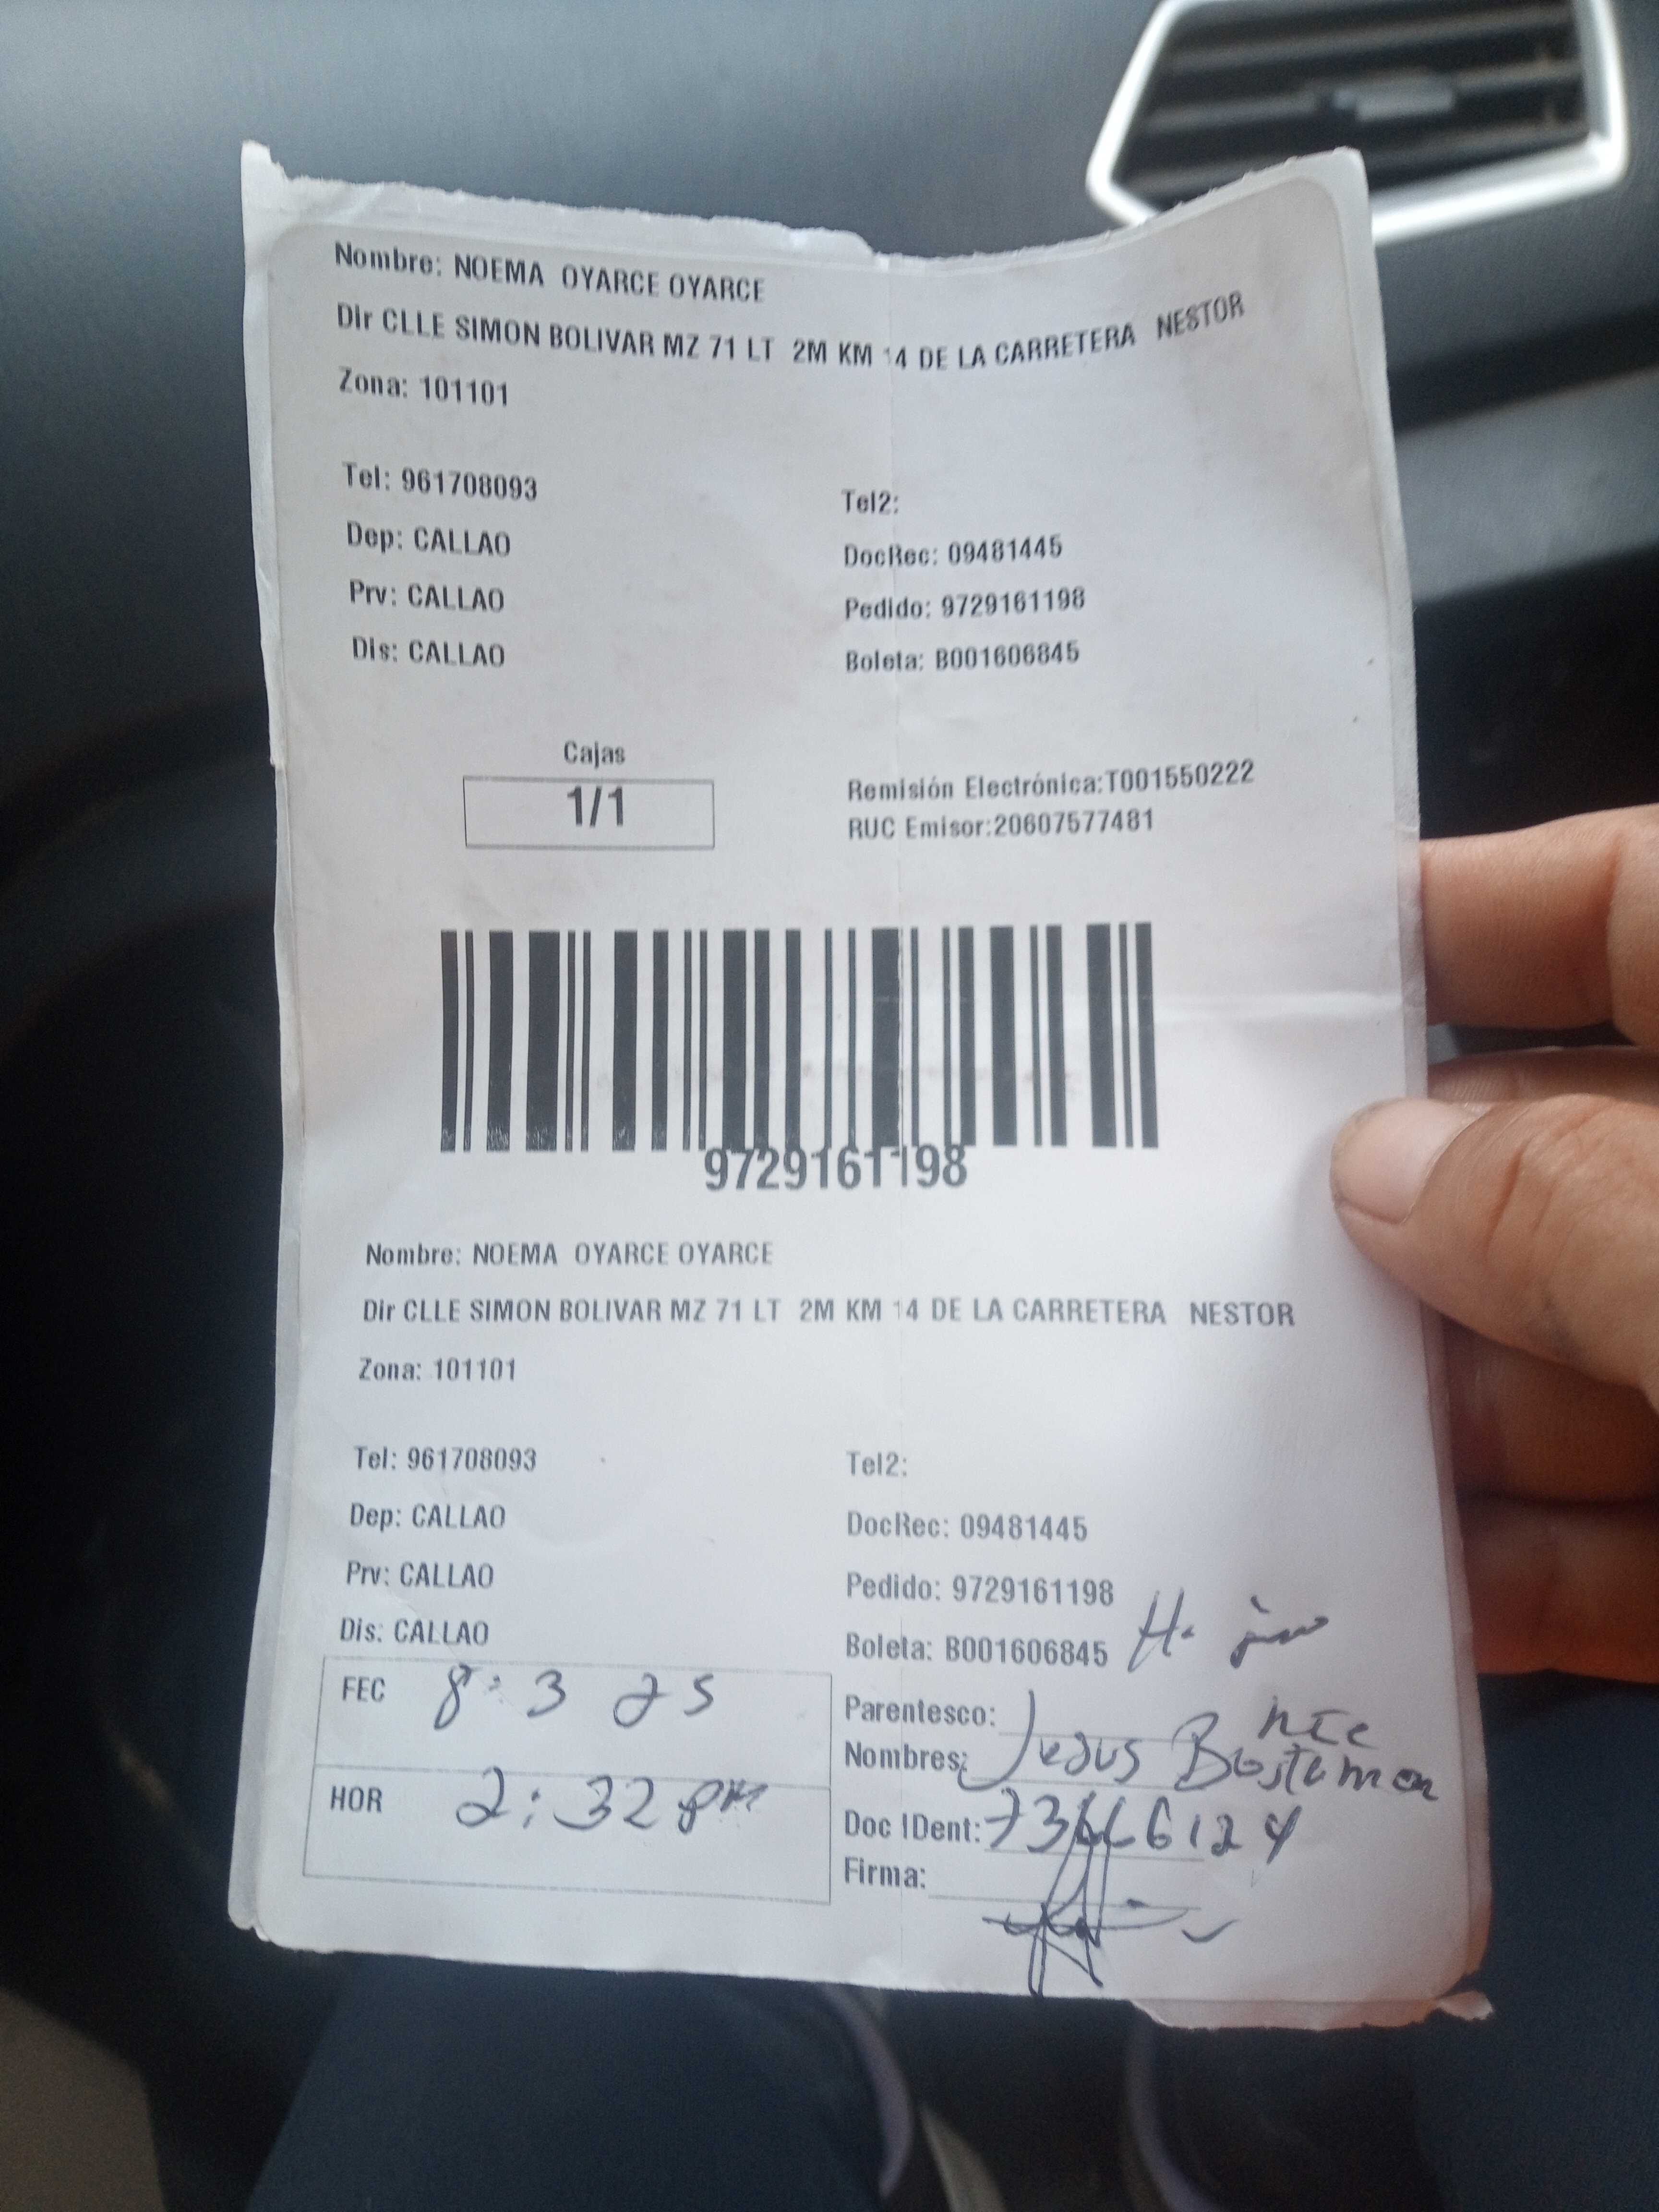 Nombre: NOEMA OYARCE OYARCE
Dir CLLE SIMON BOLIVAR MZ 71 LT 2M KM 14 DE LA CARRETERA NESTOR
Zona: 101101
Tel: 961708093
Tel2:
Dep: CALLAO
DocRec: 09481445
Prv: CALLAO
Pedido: 9729161198
Dis: CALLAO
Boleta: B001606845
Cajas
1/1
Remisión Electrónica:T001550222
RUC Emisor:20607577481
9729161198
Nombre: NOEMA OYARCE OYARCE
Dir CLLE SIMON BOLIVAR MZ 71 LT 2M KM 14 DE LA CARRETERA NESTOR
Zona: 101101
Tel: 961708093
Tel2:
Dep: CALLAO
DocRec: 09481445
Prv: CALLAO
Pedido: 9729161198
Dis: CALLAO
Boleta: B001606845
FEC 8 3 25
Parentesco:
Nombres: Jesus
HOR 2:32 PM
Doc IDent:
Firma: